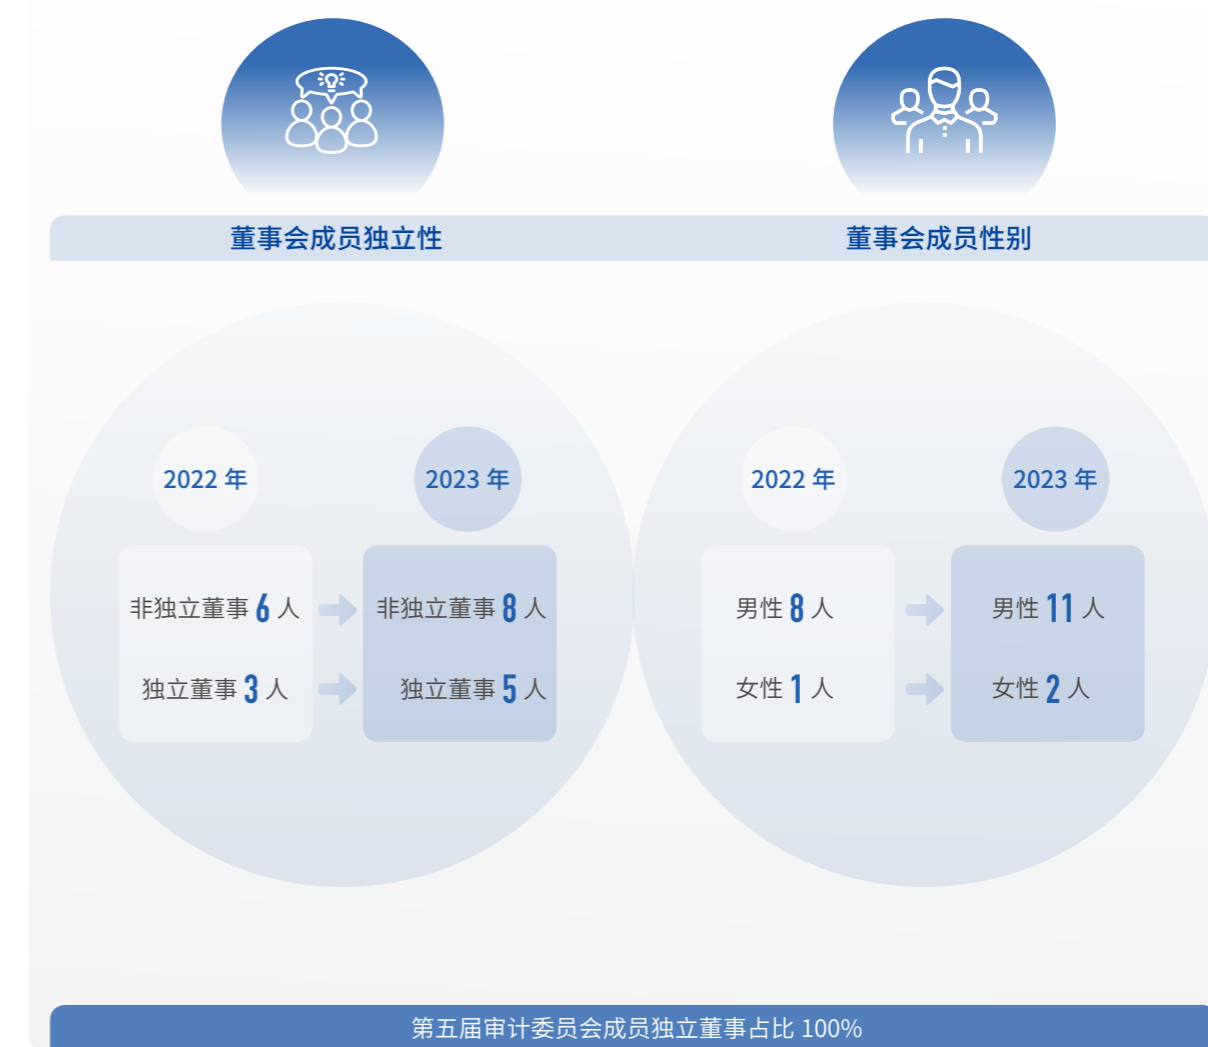 董事会成员独立性
董事会成员性别
2022 年
2023 年
非独立董事 6 人
非独立董事 8 人
独立董事 3 人
独立董事 5 人
2022 年
2023 年
男性 8 人
男性 11 人
女性 1 人
女性 2 人
第五届审计委员会成员独立董事占比 100%